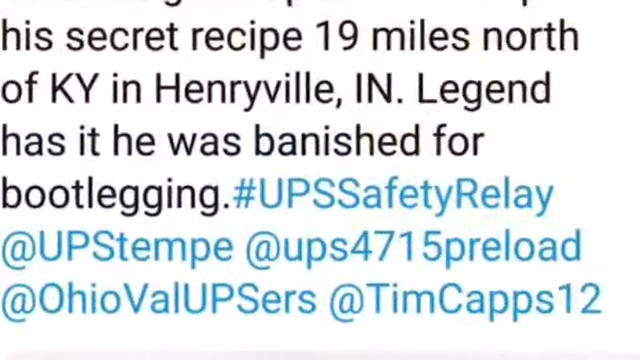 his secret recipe 19 miles north
of KY in Henryville, IN. Legend
has it he was banished for
bootlegging.#UPSSafetyRelay
@UPStempe @ups4715preload
@OhioValUPSers @TimCapps12